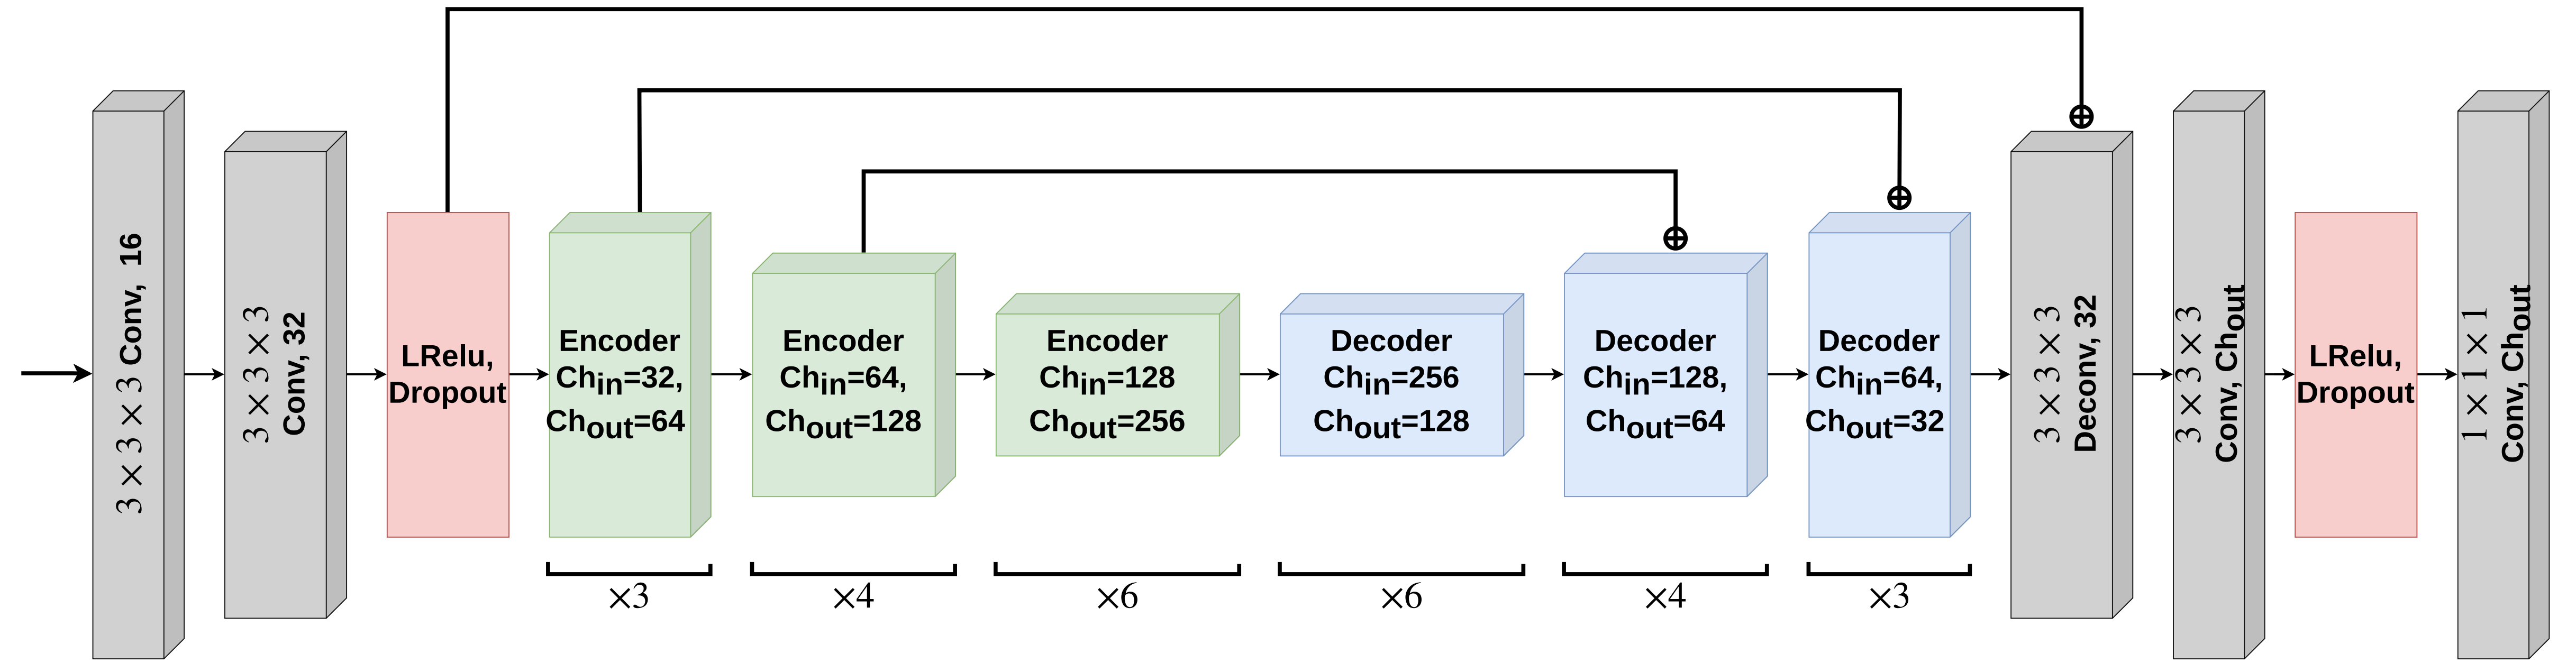 3×3×3 Conv, 16
3×3×3
Conv, 32
LRelu,
Dropout
Encoder
Chin=32,
Chout=64
×3
Encoder
Chin=64,
Chout=128
×4
Encoder
Chin=128
Chout=256
×6
Decoder
Chin=256
Chout=128
×6
Decoder
Chin=128,
Chout=64
×4
Decoder
Chin=64,
Chout=32
×3
3×3×3
Deconv, 32
3×3×3
Conv, Chout
LRelu,
Dropout
1×1×1
Conv, Chout